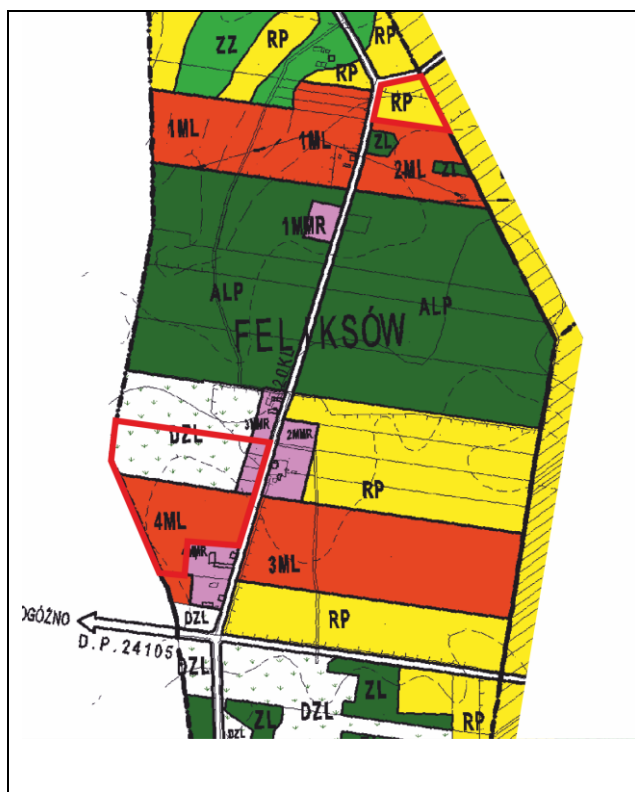 ZZ
RP
RP
RP
RP
1ML
1ML
ZL
2ML
ZL
1MMR
ALP
ALP
FELIKSÓW
DZL
3MMR
2MMR
RP
4ML
MMR
3ML
DZL
RP
OGÓŹNO
D.P.24105
DZL
DZL
ZL
ZL
DZL
RP